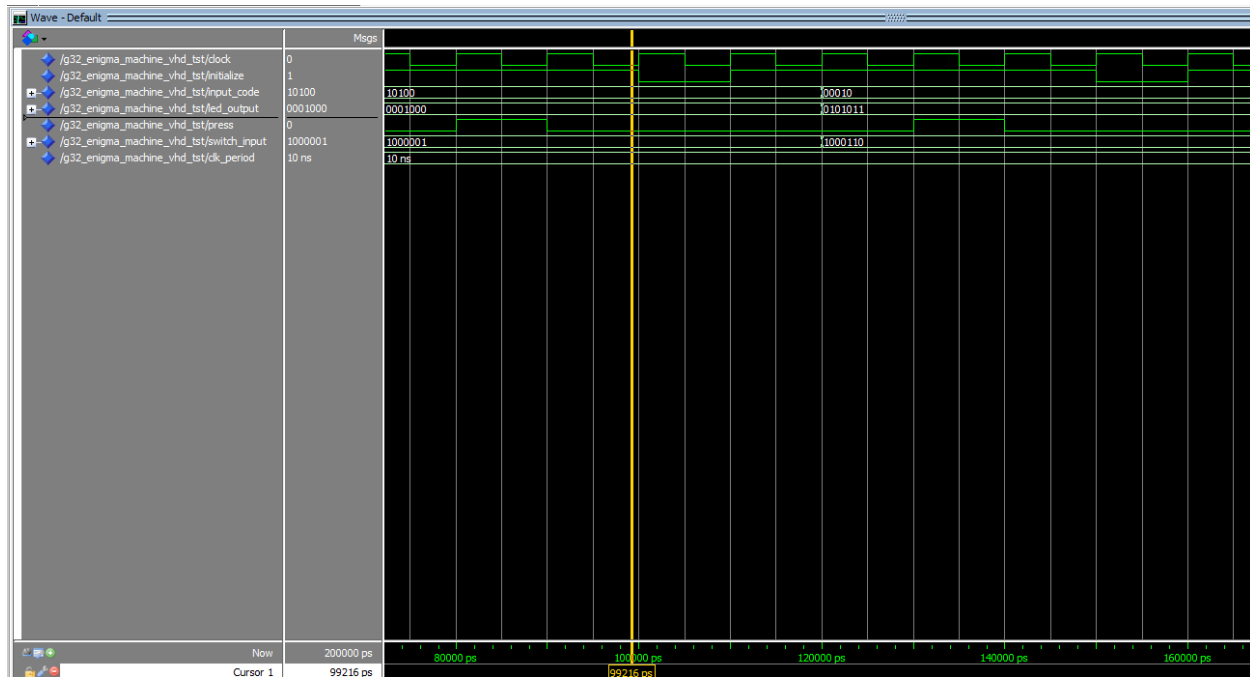 Wave - Default
Msgs
/g32_enigma_machine_vhd_tst/clock 0
/g32_enigma_machine_vhd_tst/initialize 1
/g32_enigma_machine_vhd_tst/input_code 10100 10100 00010
/g32_enigma_machine_vhd_tst/led_output 0001000 0001000 0101011
/g32_enigma_machine_vhd_tst/press 0
/g32_enigma_machine_vhd_tst/switch_input 1000001 1000001 1000110
/g32_enigma_machine_vhd_tst/clk_period 10 ns 10 ns
Now 200000 ps 80000 ps 100000 ps 120000 ps 140000 ps 160000 ps
Cursor 1 99216 ps 99216 ps